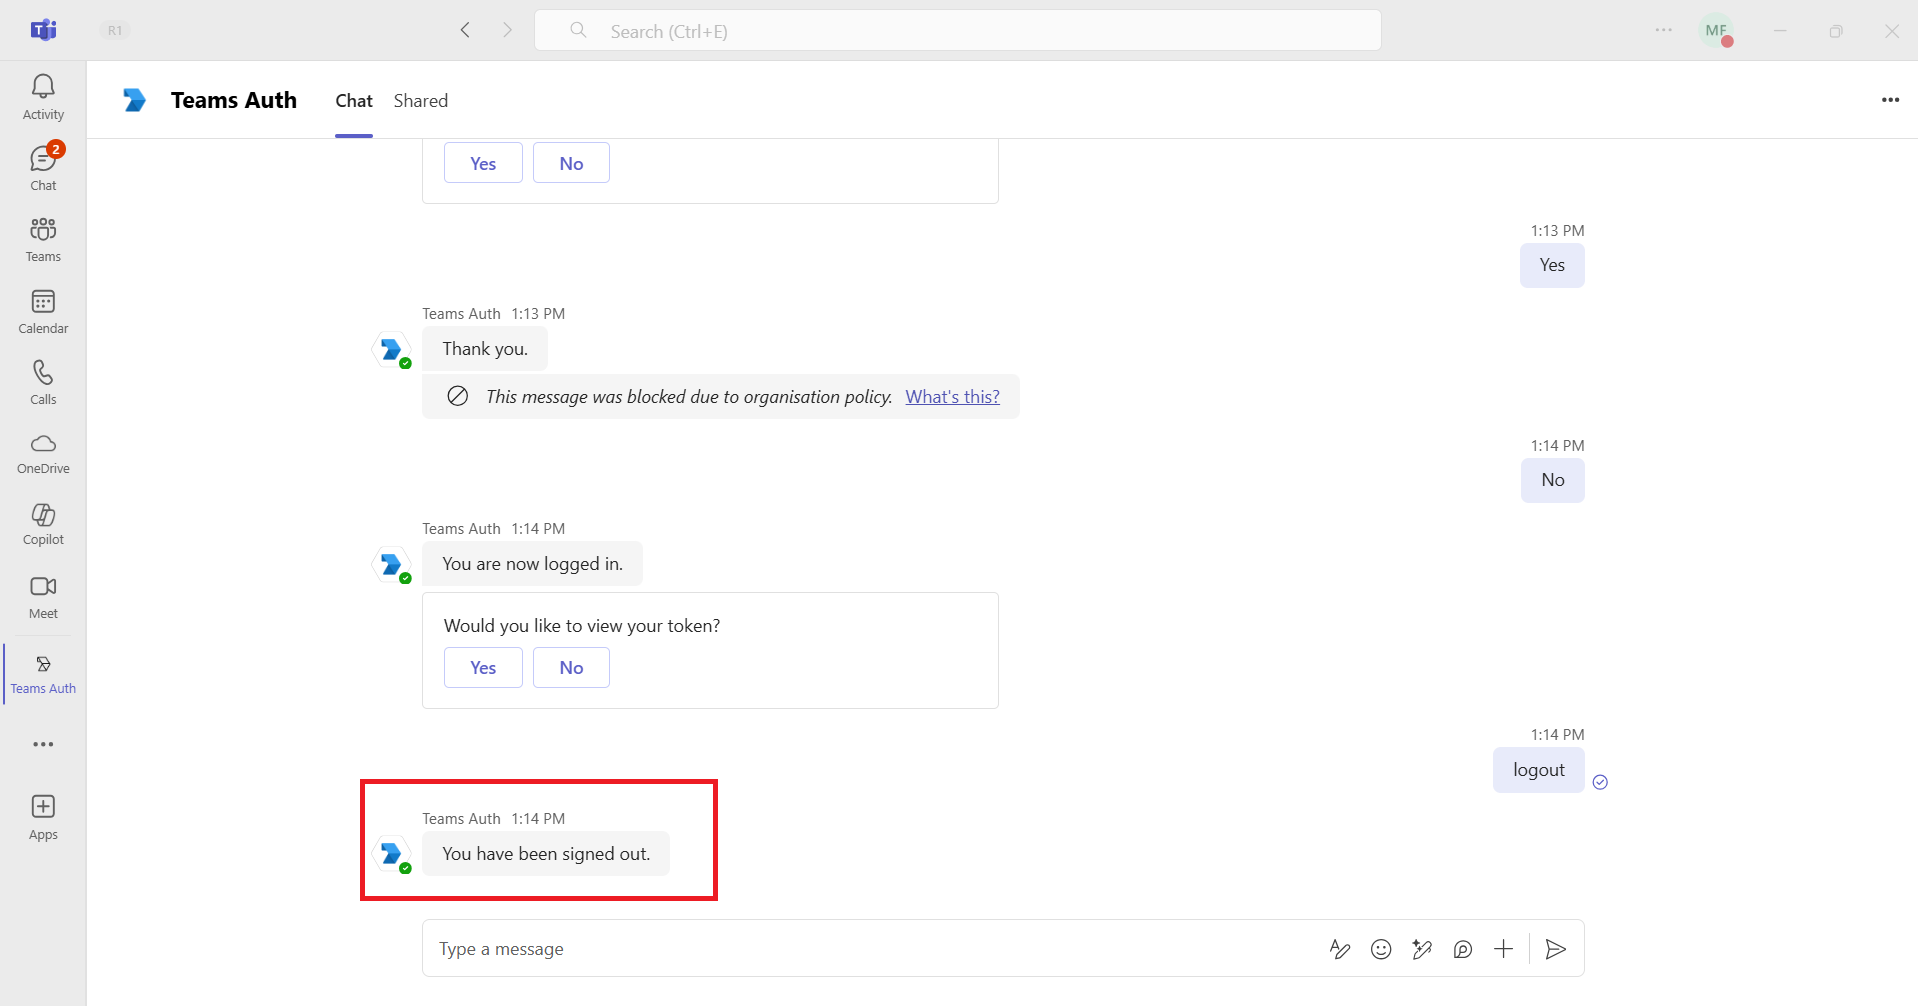 R1
Search (Ctrl+E)
MF
Activity
2
Chat
Teams
Calendar
Calls
OneDrive
Copilot
Meet
Teams Auth
Apps
Teams Auth
Chat
Shared
Yes
No
1:13 PM
Yes
Teams Auth 1:13 PM
Thank you.
This message was blocked due to organisation policy. What's this?
1:14 PM
No
Teams Auth 1:14 PM
You are now logged in.
Would you like to view your token?
Yes
No
1:14 PM
logout
Teams Auth 1:14 PM
You have been signed out.
Type a message